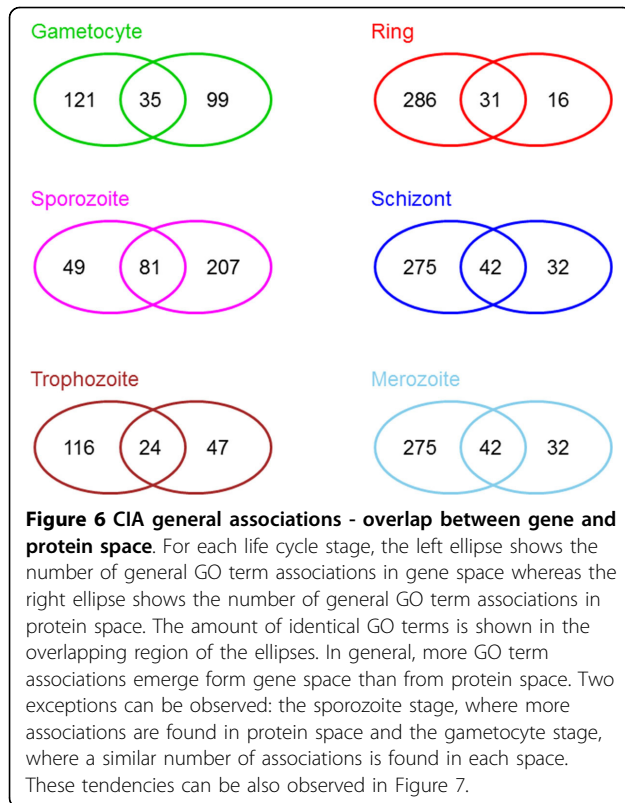 Gametocyte
121 35 99
Ring
286 31 16
Sporozoite
49 81 207
Schizont
275 42 32
Trophozoite
116 24 47
Merozoite
275 42 32
Figure 6 CIA general associations - overlap between gene and
protein space. For each life cycle stage, the left ellipse shows the
number of general GO term associations in gene space whereas the
right ellipse shows the number of general GO term associations in
protein space. The amount of identical GO terms is shown in the
overlapping region of the ellipses. In general, more GO term
associations emerge form gene space than from protein space. Two
exceptions can be observed: the sporozoite stage, where more
associations are found in protein space and the gametocyte stage,
where a similar number of associations is found in each space.
These tendencies can be also observed in Figure 7.